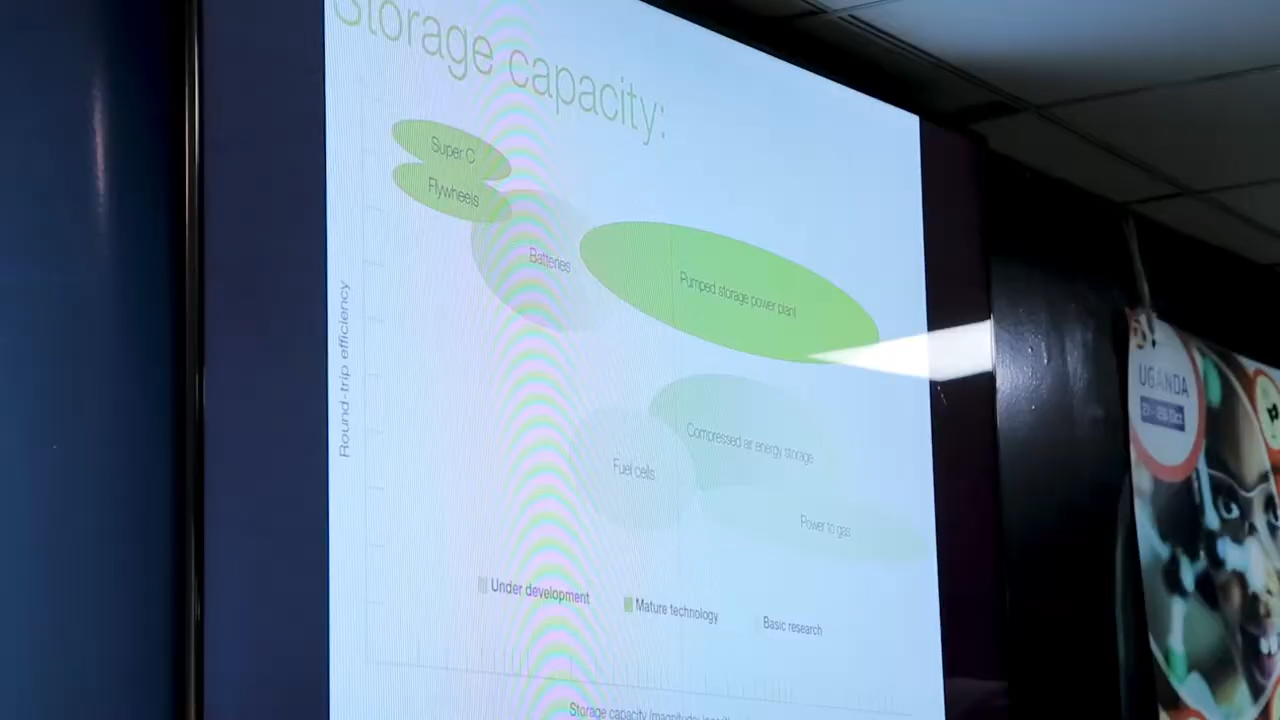 Storage capacity:
Super C
Flywheels
Batteries
Pumped storage power plant
Round-trip efficiency
Compressed air energy storage
Fuel cells
Power to gas
Under development
Mature technology
Basic research
Storage capacity
UGANDA